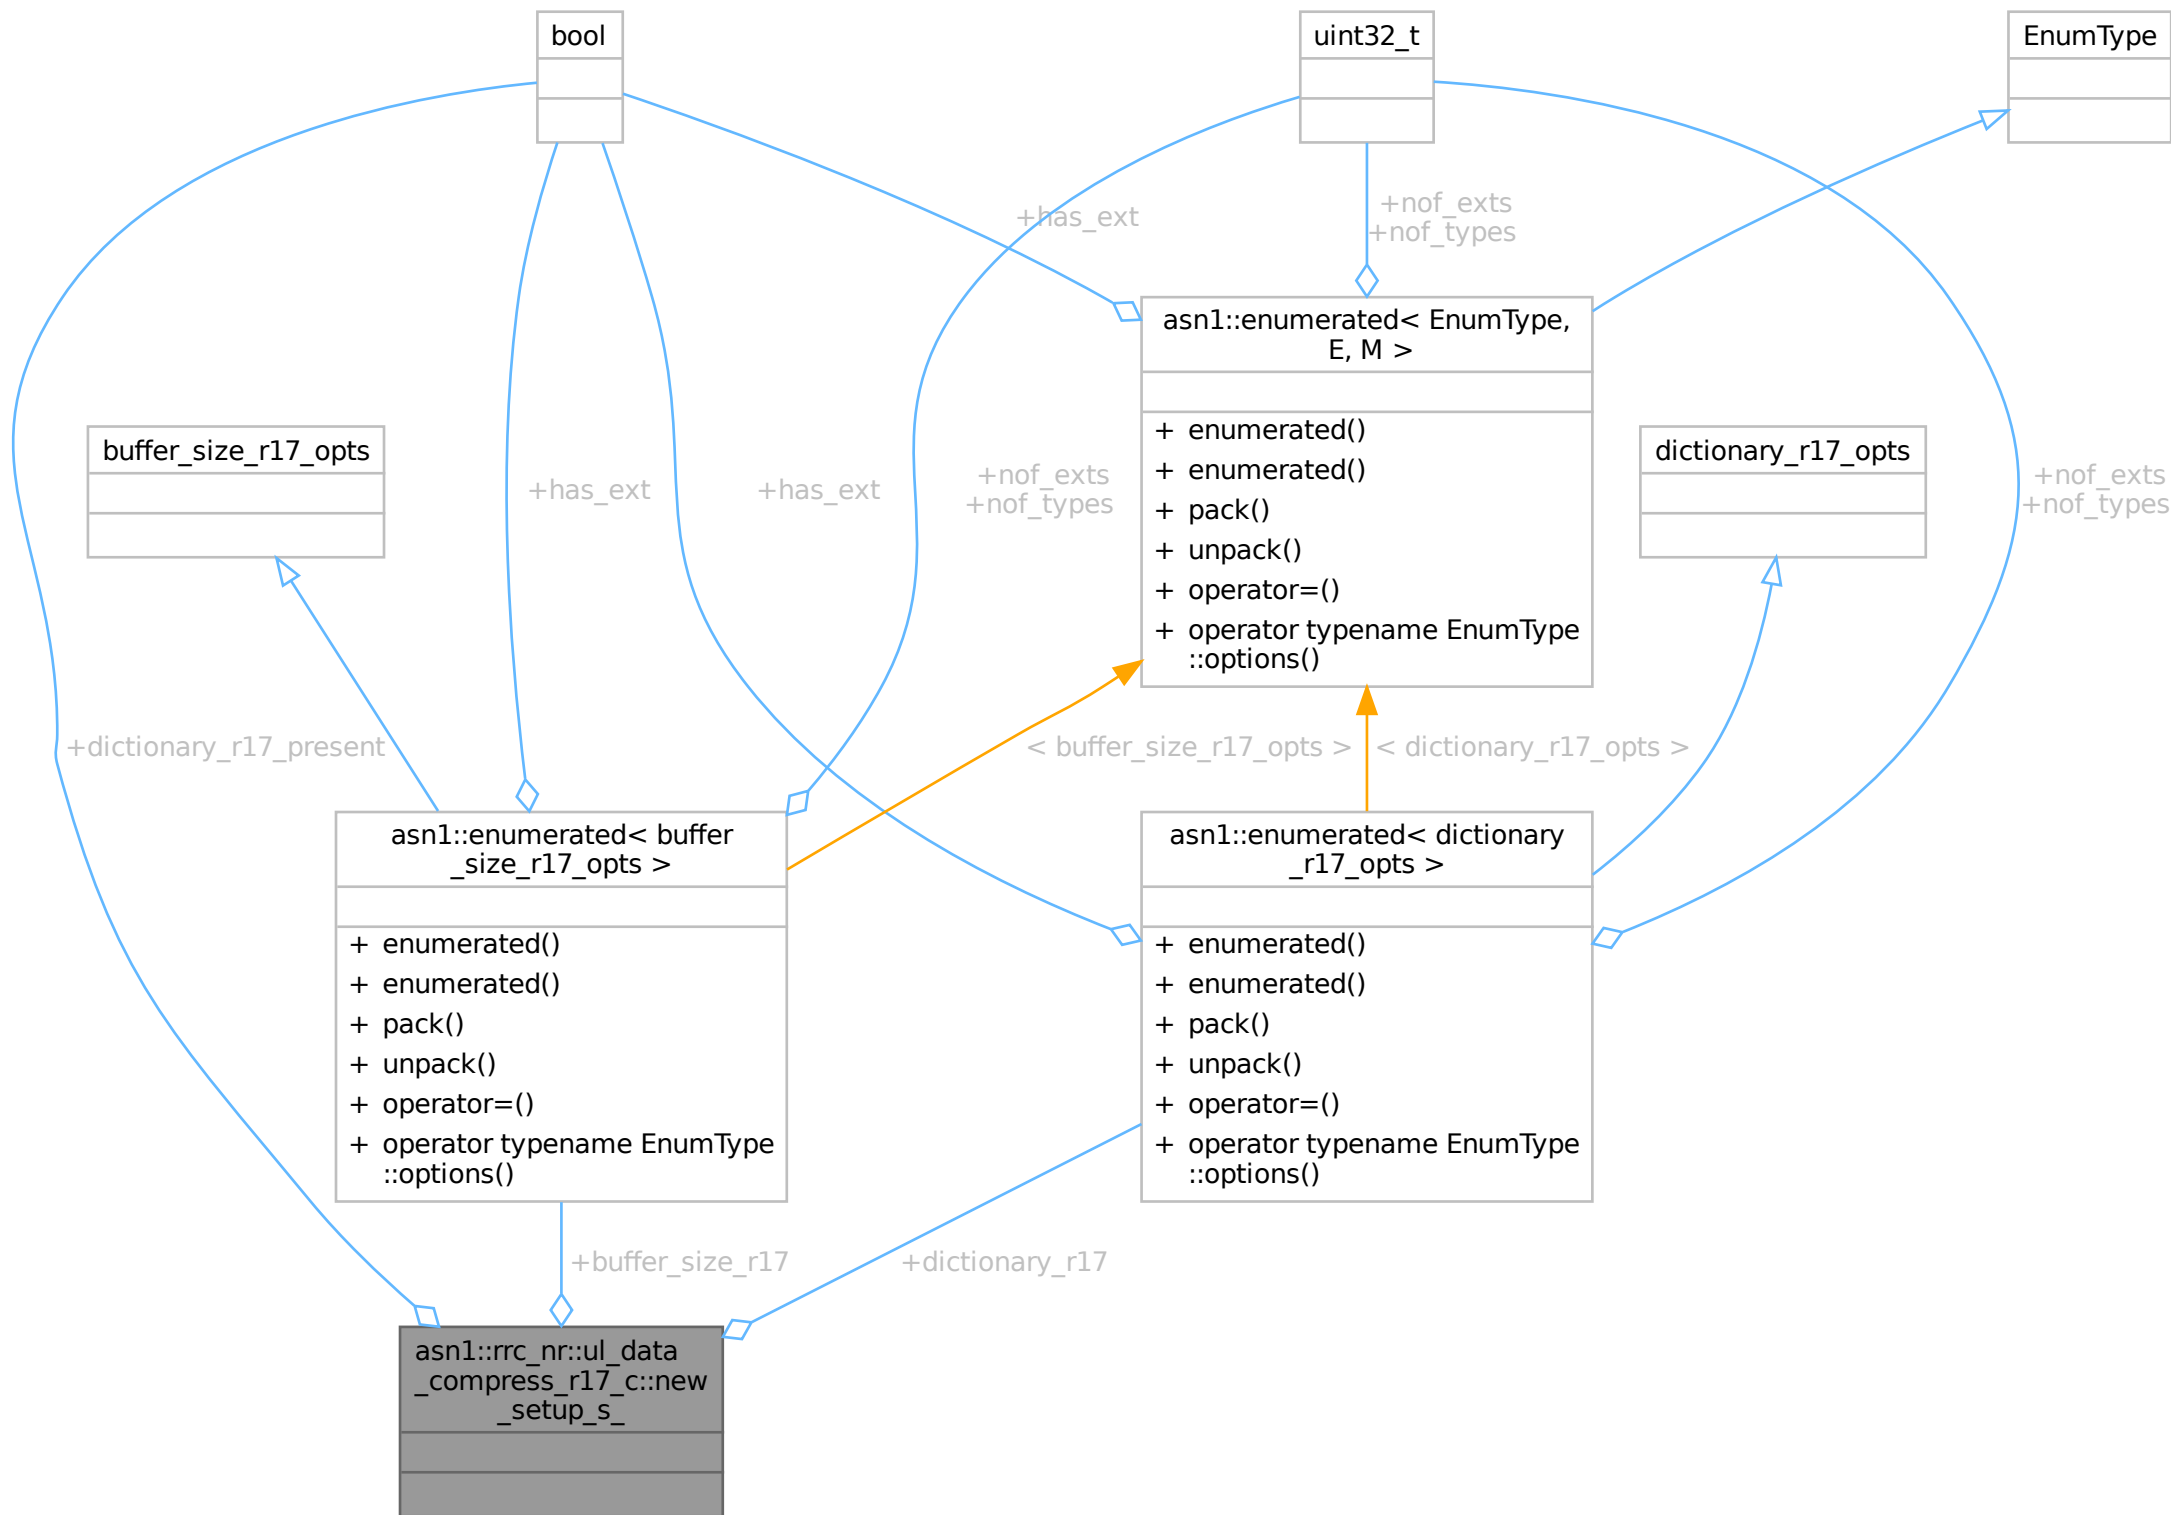 bool
uint32_t
EnumType
+has_ext
+nof_exts
+nof_types
asn1::enumerated< EnumType,
E, M >
+ enumerated()
+ enumerated()
+ pack()
+ unpack()
+ operator=()
+ operator typename EnumType
::options()
buffer_size_r17_opts
dictionary_r17_opts
+has_ext
+has_ext
+nof_exts
+nof_types
+nof_exts
+nof_types
+dictionary_r17_present
< buffer_size_r17_opts >
< dictionary_r17_opts >
asn1::enumerated< buffer
_size_r17_opts >
+ enumerated()
+ enumerated()
+ pack()
+ unpack()
+ operator=()
+ operator typename EnumType
::options()
asn1::enumerated< dictionary
_r17_opts >
+ enumerated()
+ enumerated()
+ pack()
+ unpack()
+ operator=()
+ operator typename EnumType
::options()
+buffer_size_r17
+dictionary_r17
asn1::rrc_nr::ul_data
_compress_r17_c::new
_setup_s_